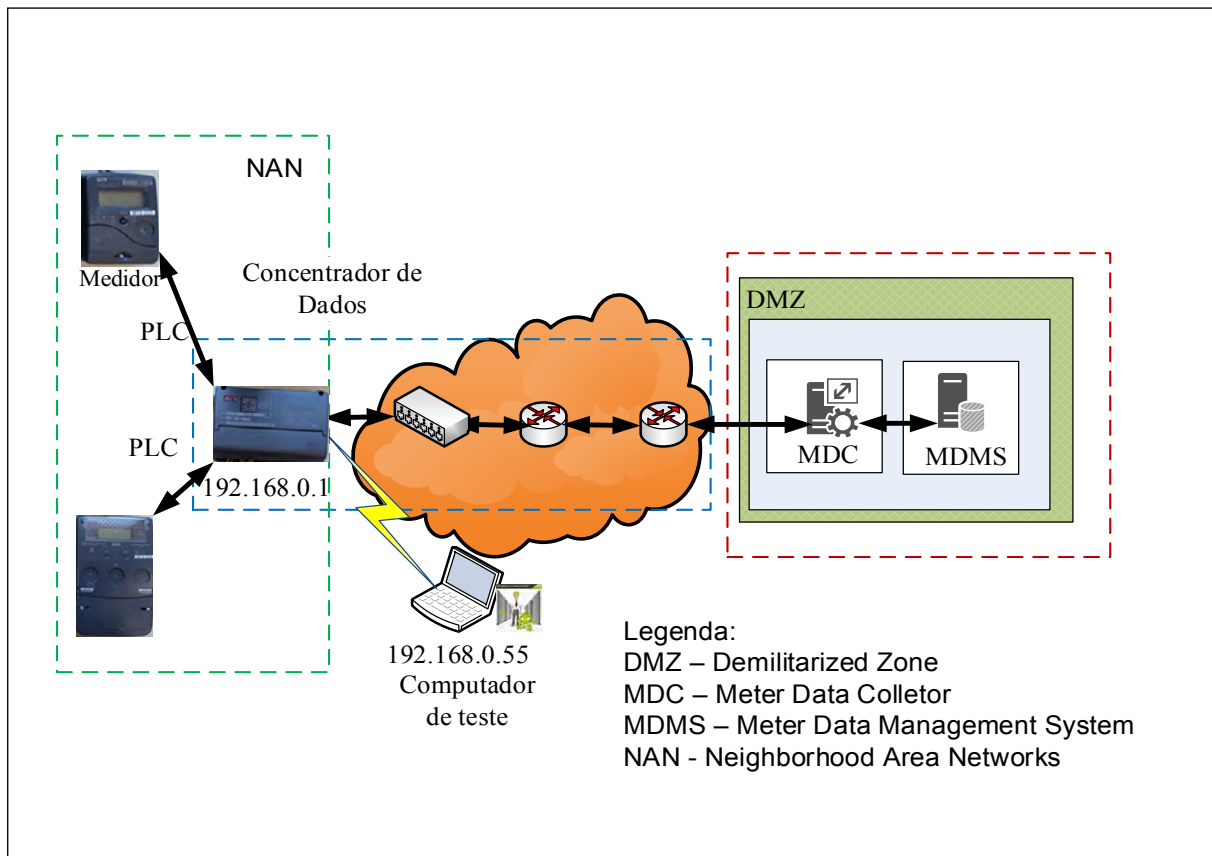 NAN
Medidor
Concentrador de
Dados
PLC
PLC
192.168.0.1
192.168.0.55
Computador
de teste
DMZ
MDC
MDMS
Legenda:
DMZ – Demilitarized Zone
MDC – Meter Data Colletor
MDMS – Meter Data Management System
NAN - Neighborhood Area Networks